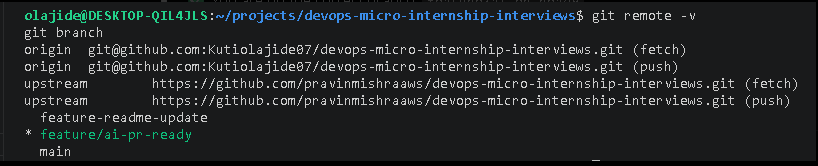 olajide@DESKTOP-QIL4JLS:~/projects/devops-micro-internship-interviews$ git remote -v
git branch
origin  git@github.com:Kutiolajide07/devops-micro-internship-interviews.git (fetch)
origin  git@github.com:Kutiolajide07/devops-micro-internship-interviews.git (push)
upstream        https://github.com/pravinmishraaws/devops-micro-internship-interviews.git (fetch)
upstream        https://github.com/pravinmishraaws/devops-micro-internship-interviews.git (push)
  feature-readme-update
* feature/ai-pr-ready
  main